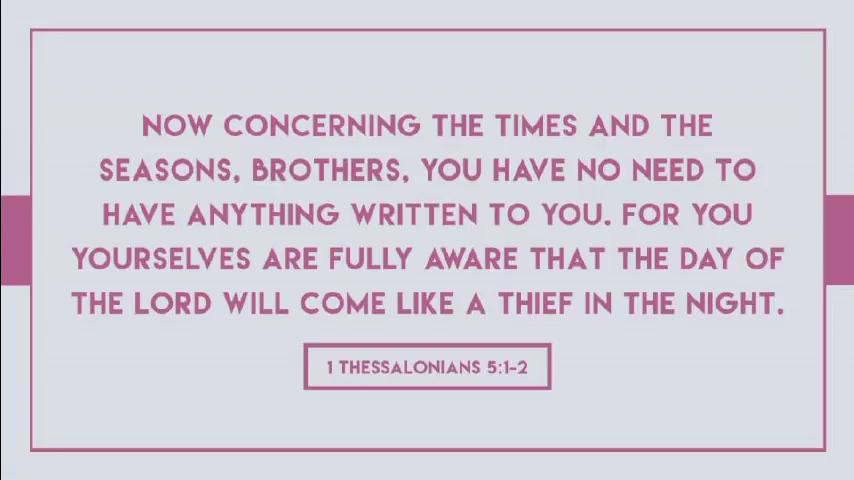 NOW CONCERNING THE TIMES AND THE
SEASONS, BROTHERS, YOU HAVE NO NEED TO
HAVE ANYTHING WRITTEN TO YOU. FOR YOU
YOURSELVES ARE FULLY AWARE THAT THE DAY OF
THE LORD WILL COME LIKE A THIEF IN THE NIGHT.
1 THESSALONIANS 5:1-2